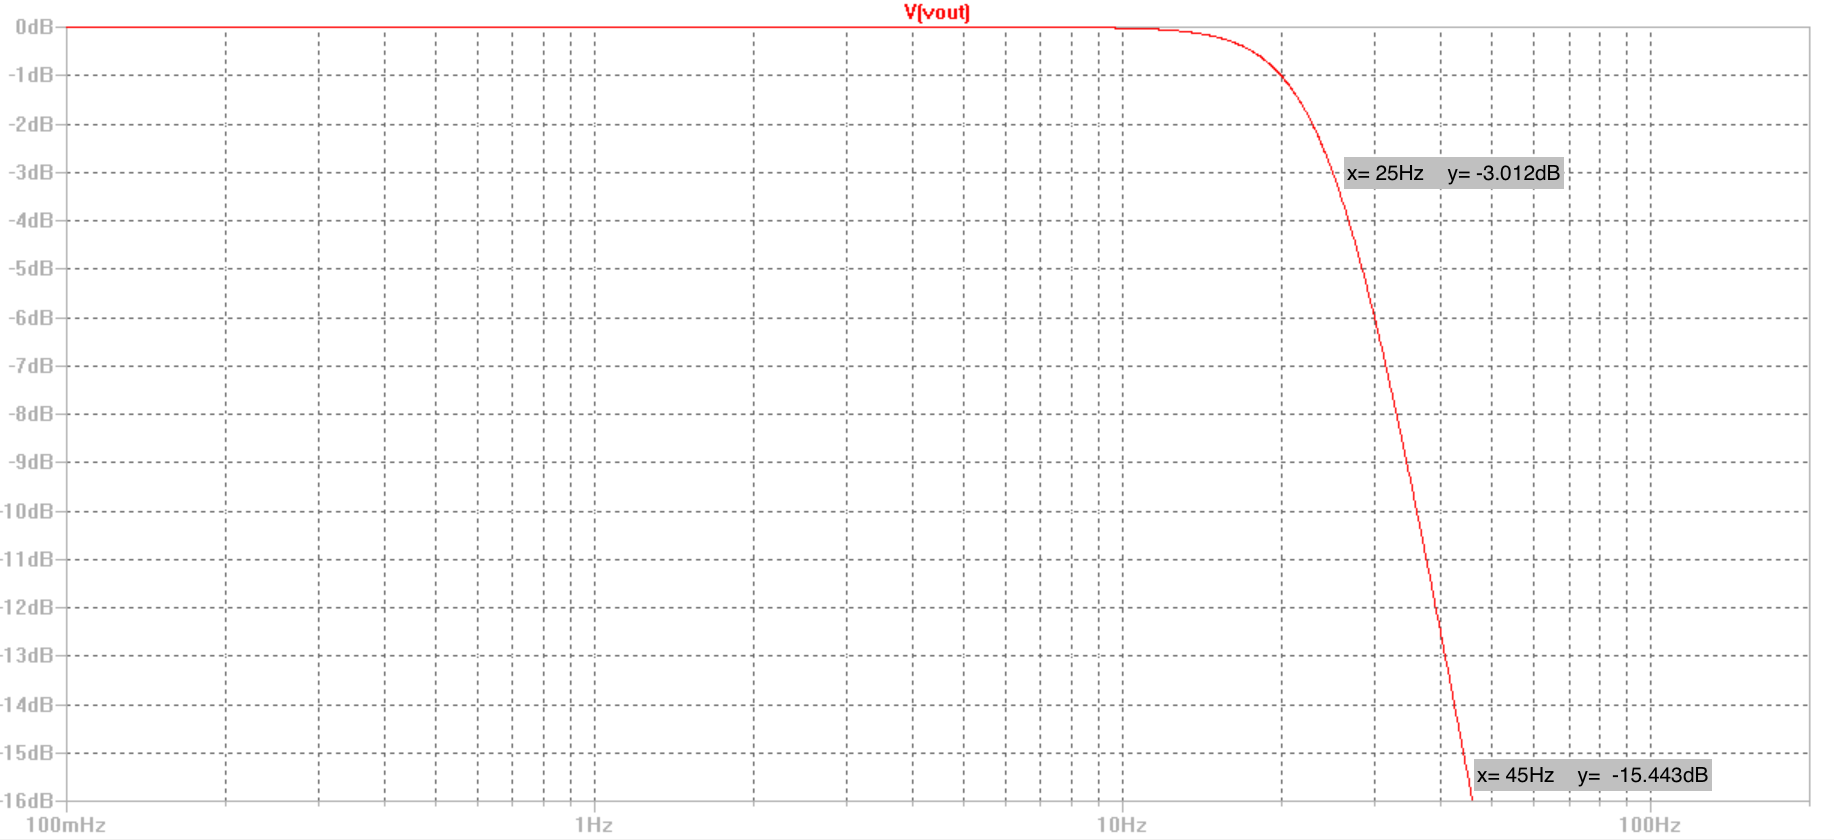 V(vout)
0dB
-1dB
-2dB
-3dB
x= 25Hz y= -3.012dB
-4dB
-5dB
-6dB
-7dB
-8dB
-9dB
-10dB
-11dB
-12dB
-13dB
-14dB
-15dB
x= 45Hz y= -15.443dB
-16dB
100mHz 1Hz 10Hz 100Hz